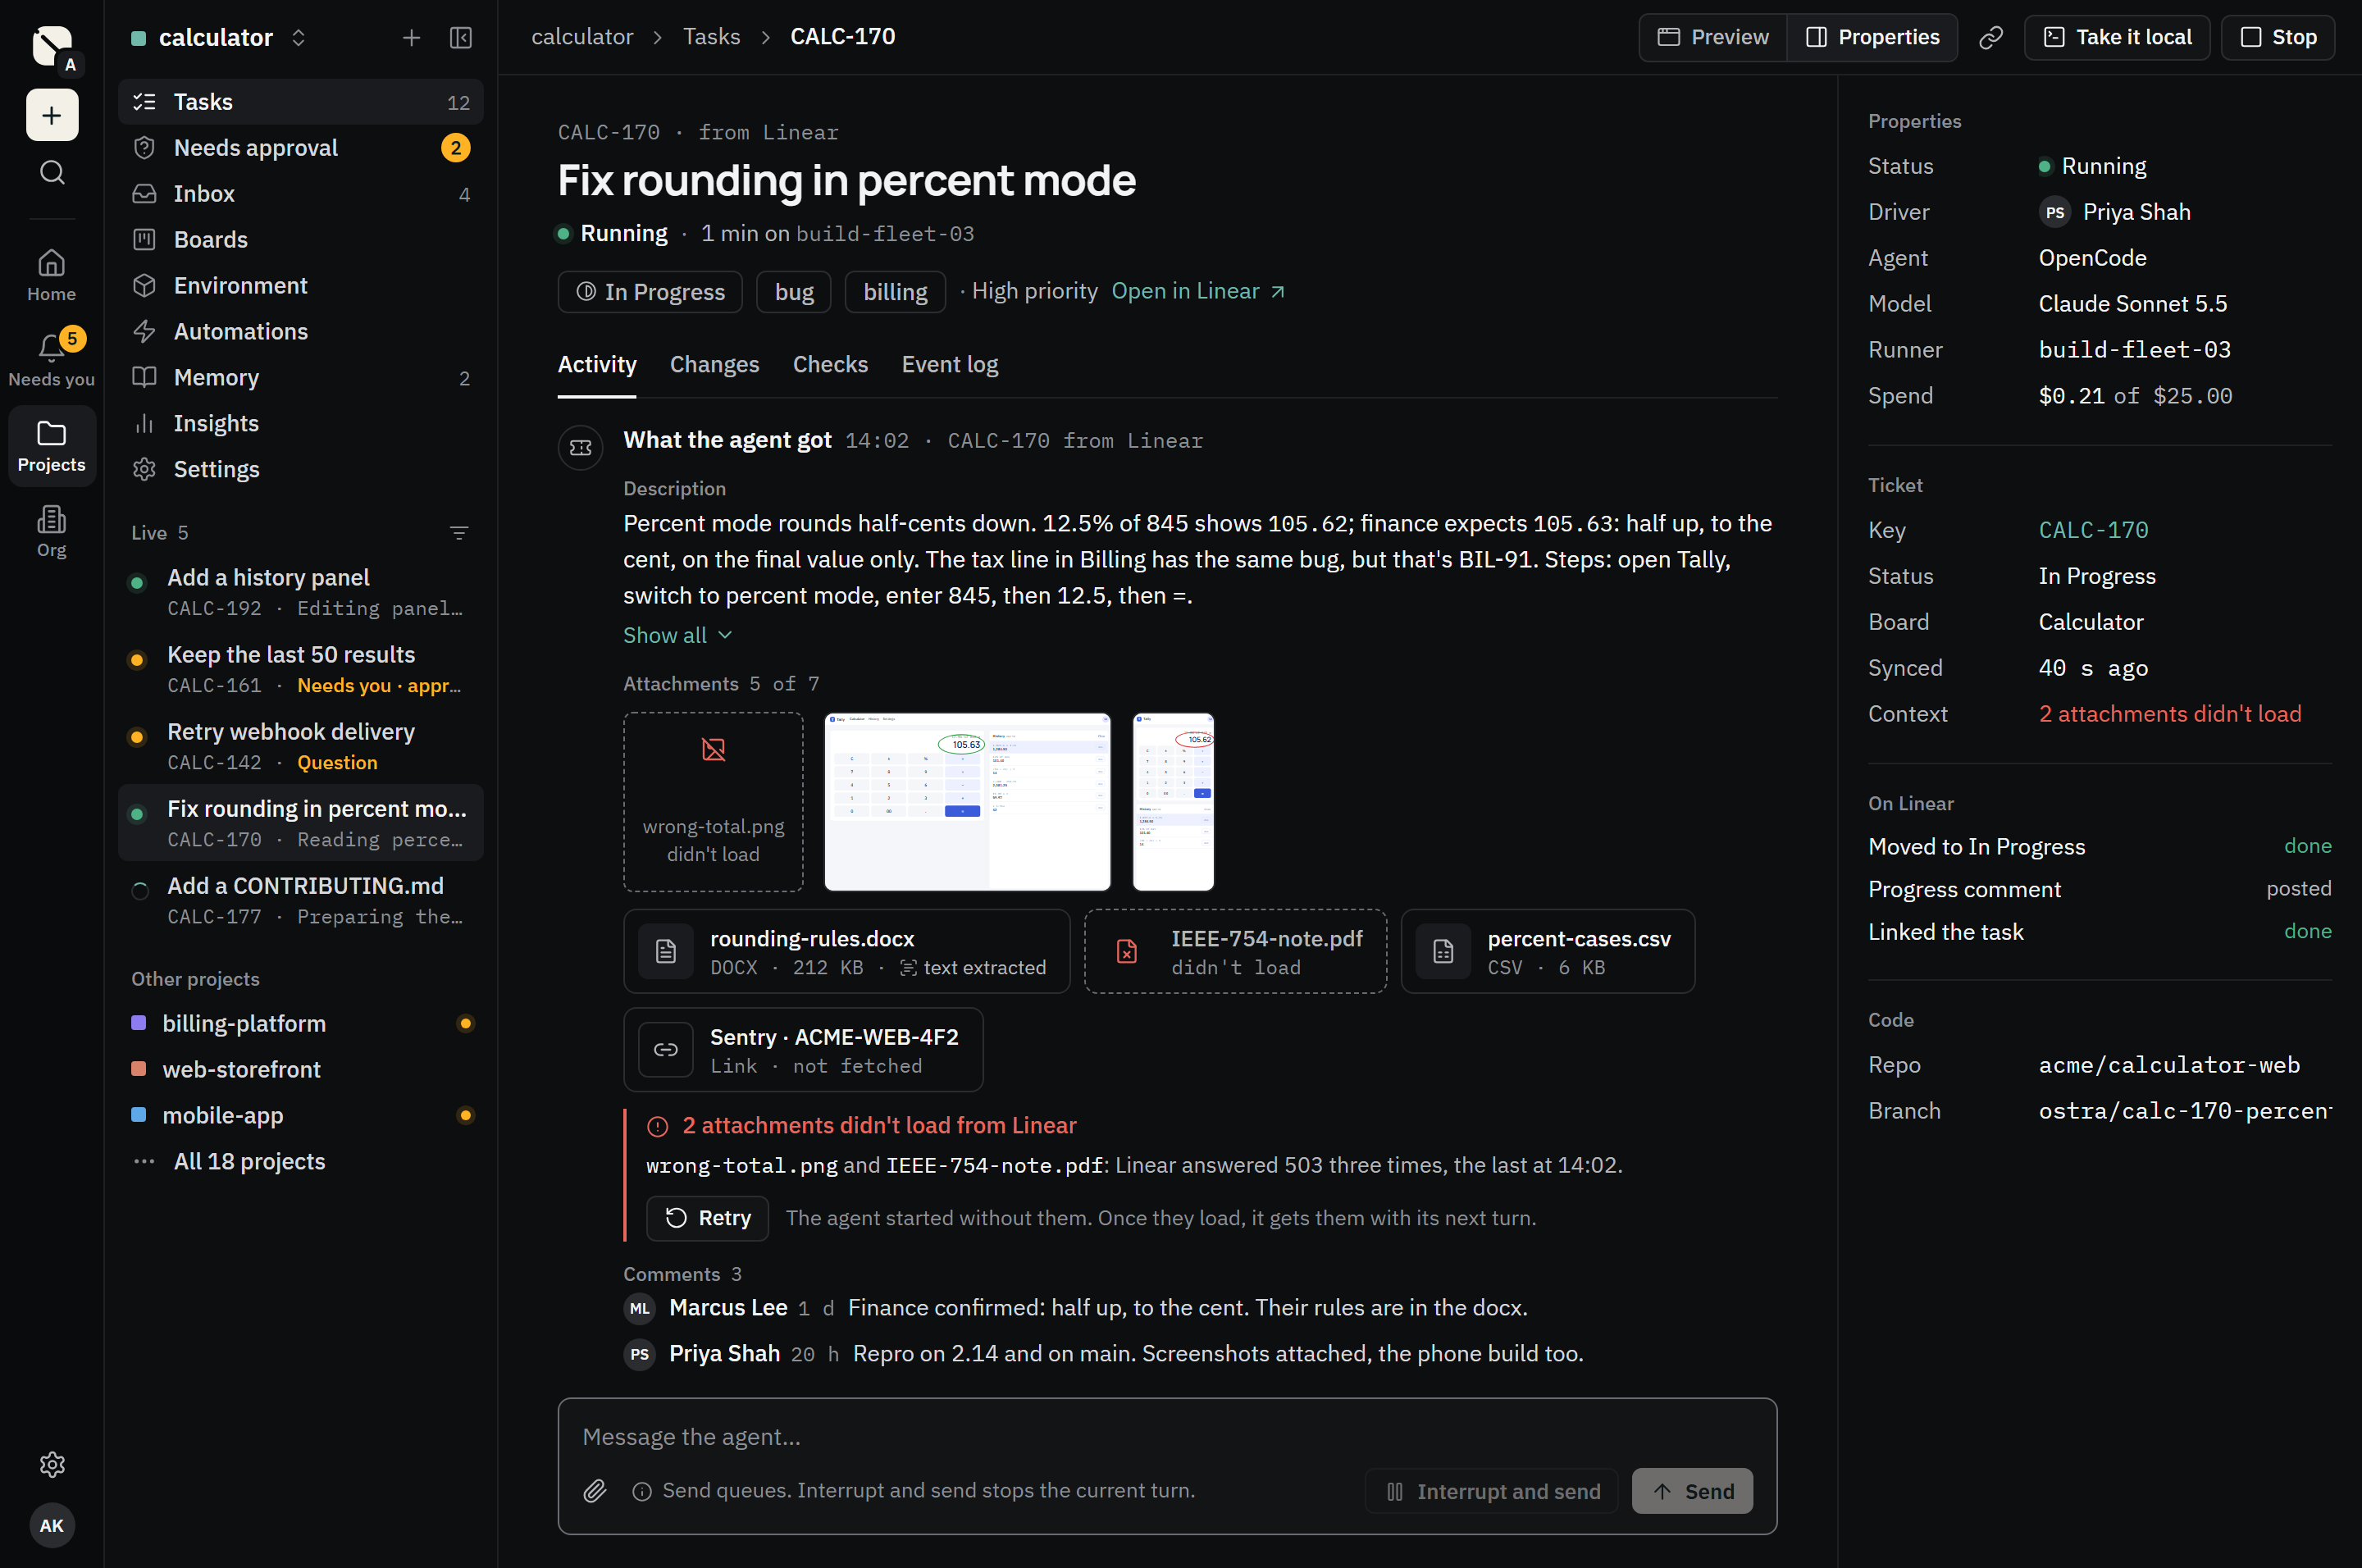 A
Home
5
Needs you
Projects
Org
AK
calculator
Tasks 12
Needs approval 2
Inbox 4
Boards
Environment
Automations
Memory 2
Insights
Settings
Live 5
Add a history panel
CALC-192 · Editing panel…
Keep the last 50 results
CALC-161 · Needs you · appr…
Retry webhook delivery
CALC-142 · Question
Fix rounding in percent mo…
CALC-170 · Reading perce…
Add a CONTRIBUTING.md
CALC-177 · Preparing the…
Other projects
billing-platform
web-storefront
mobile-app
All 18 projects
calculator > Tasks > CALC-170
Preview Properties Take it local Stop
CALC-170 · from Linear
Fix rounding in percent mode
Running · 1 min on build-fleet-03
In Progress bug billing · High priority Open in Linear
Activity Changes Checks Event log
What the agent got 14:02 · CALC-170 from Linear
Description
Percent mode rounds half-cents down. 12.5% of 845 shows 105.62; finance expects 105.63: half up, to the
cent, on the final value only. The tax line in Billing has the same bug, but that's BIL-91. Steps: open Tally,
switch to percent mode, enter 845, then 12.5, then =.
Show all
Attachments 5 of 7
wrong-total.png
didn't load
105.63
105.62
rounding-rules.docx
DOCX · 212 KB · text extracted
IEEE-754-note.pdf
didn't load
percent-cases.csv
CSV · 6 KB
Sentry · ACME-WEB-4F2
Link · not fetched
2 attachments didn't load from Linear
wrong-total.png and IEEE-754-note.pdf: Linear answered 503 three times, the last at 14:02.
Retry The agent started without them. Once they load, it gets them with its next turn.
Comments 3
ML Marcus Lee 1 d Finance confirmed: half up, to the cent. Their rules are in the docx.
PS Priya Shah 20 h Repro on 2.14 and on main. Screenshots attached, the phone build too.
Message the agent…
Send queues. Interrupt and send stops the current turn.
Interrupt and send Send
Properties
Status Running
Driver PS Priya Shah
Agent OpenCode
Model Claude Sonnet 5.5
Runner build-fleet-03
Spend $0.21 of $25.00
Ticket
Key CALC-170
Status In Progress
Board Calculator
Synced 40 s ago
Context 2 attachments didn't load
On Linear
Moved to In Progress done
Progress comment posted
Linked the task done
Code
Repo acme/calculator-web
Branch ostra/calc-170-percen